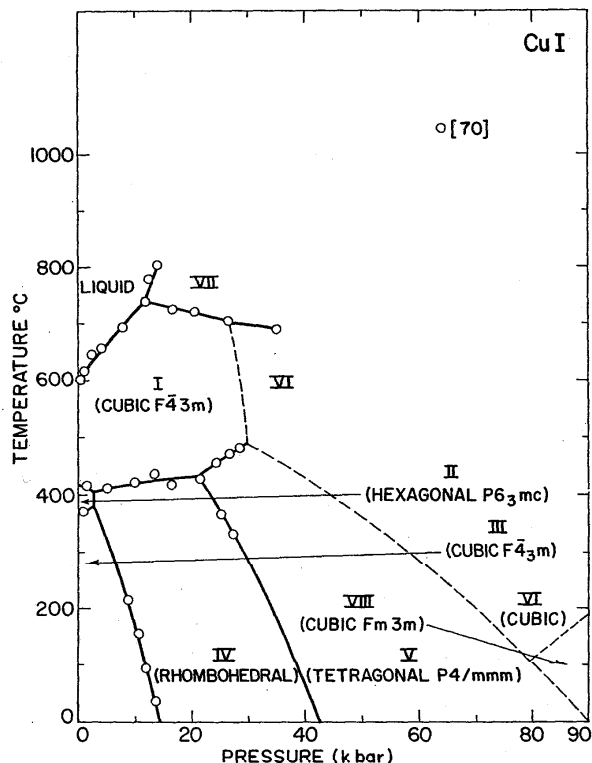 CuI
[70]
1000
800
600
400
200
0
TEMPERATURE °C
LIQUID
VII
I
(CUBIC F4̄3m)
VI
II
(HEXAGONAL P6₃mc)
III
(CUBIC F4̄₃m)
VIII
(CUBIC Fm3m)
VI
(CUBIC)
IV
(RHOMBOHEDRAL)
V
(TETRAGONAL P4/mmm)
0
20
40
60
80
90
PRESSURE (k bar)